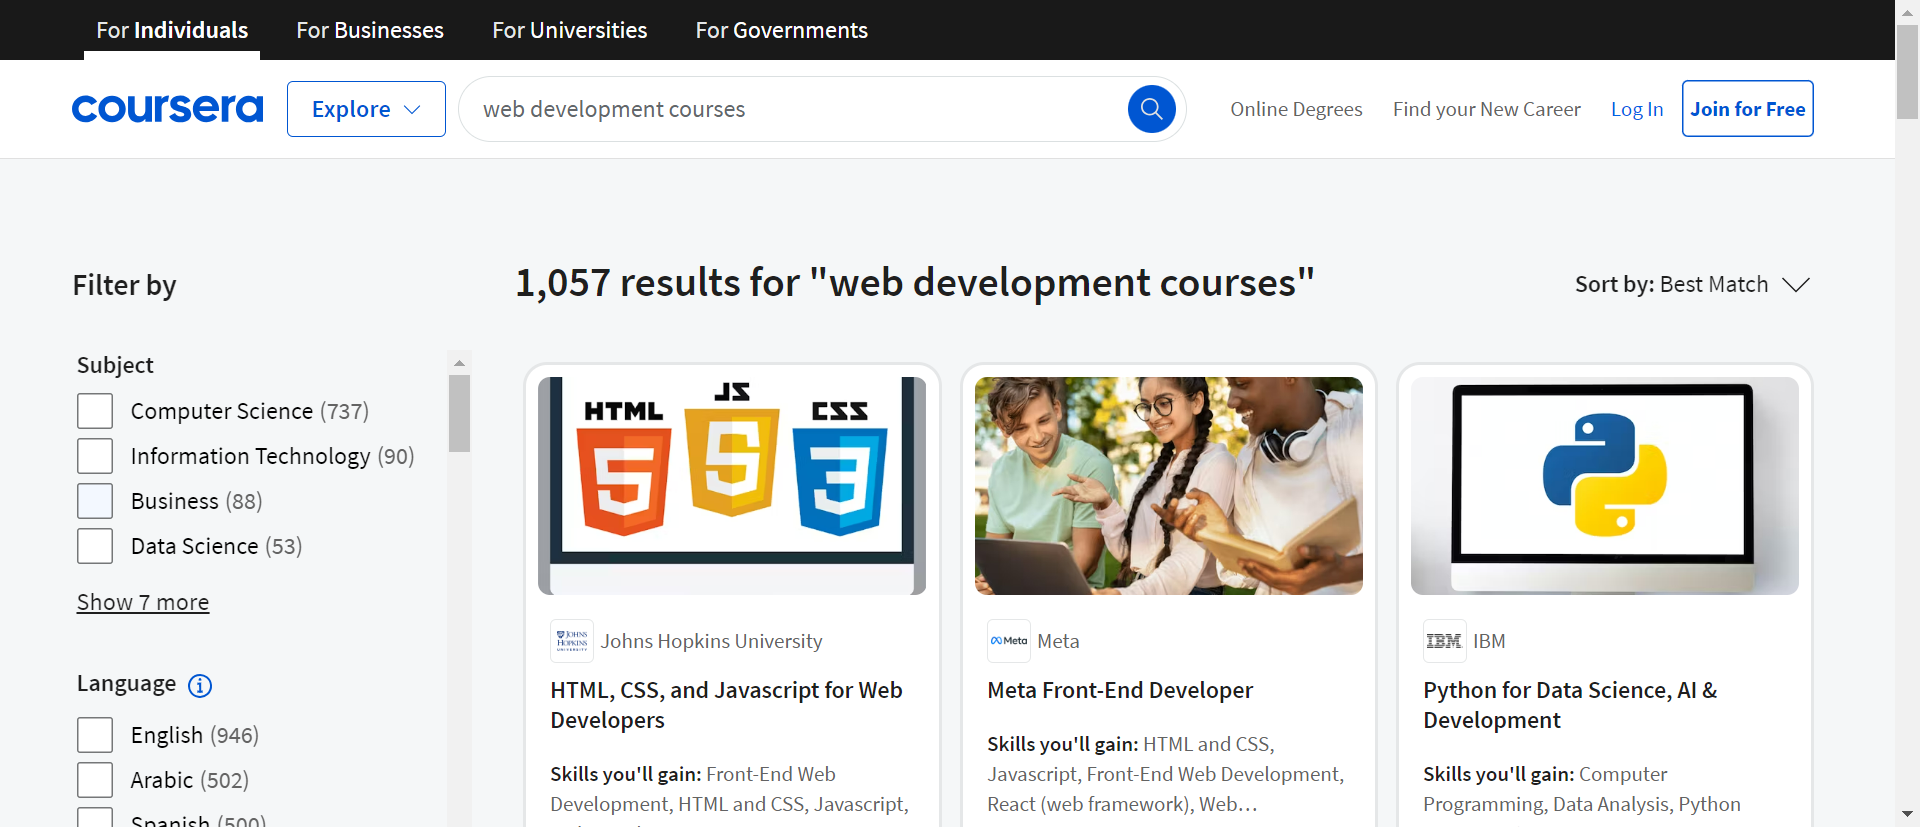 For Individuals For Businesses For Universities For Governments
coursera Explore web development courses Online Degrees Find your New Career Log In Join for Free
Filter by
1,057 results for "web development courses"
Sort by: Best Match
Subject
Computer Science (737)
Information Technology (90)
Business (88)
Data Science (53)
Show 7 more
Language
English (946)
Arabic (502)
Spanish (500)
HTML JS CSS
JOHNS
HOPKINS
UNIVERSITY
Johns Hopkins University
HTML, CSS, and Javascript for Web
Developers
Skills you'll gain: Front-End Web
Development, HTML and CSS, Javascript,
Meta Meta
Meta Front-End Developer
Skills you'll gain: HTML and CSS,
Javascript, Front-End Web Development,
React (web framework), Web…
IBM IBM
Python for Data Science, AI &
Development
Skills you'll gain: Computer
Programming, Data Analysis, Python